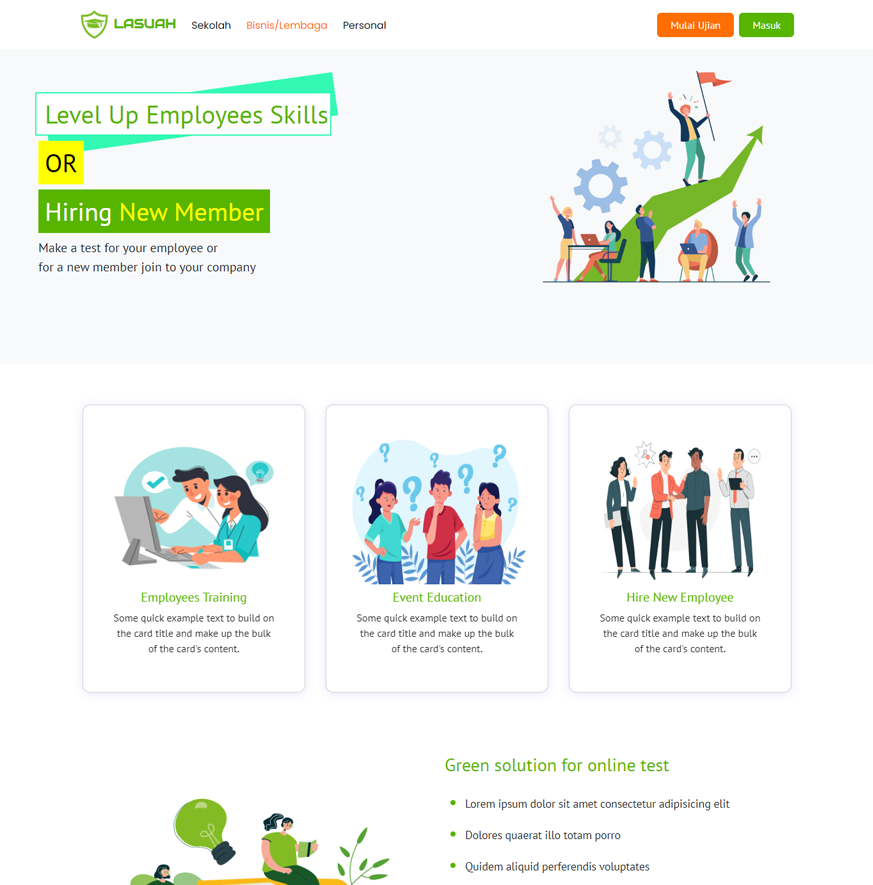 LASUAH
Sekolah
Bisnis/Lembaga
Personal
Mulai Ujian
Masuk
Level Up Employees Skills
OR
Hiring New Member
Make a test for your employee or
for a new member join to your company
Employees Training
Some quick example text to build on
the card title and make up the bulk
of the card's content.
Event Education
Some quick example text to build on
the card title and make up the bulk
of the card's content.
Hire New Employee
Some quick example text to build on
the card title and make up the bulk
of the card's content.
Green solution for online test
Lorem ipsum dolor sit amet consectetur adipisicing elit
Dolores quaerat illo totam porro
Quidem aliquid perferendis voluptates